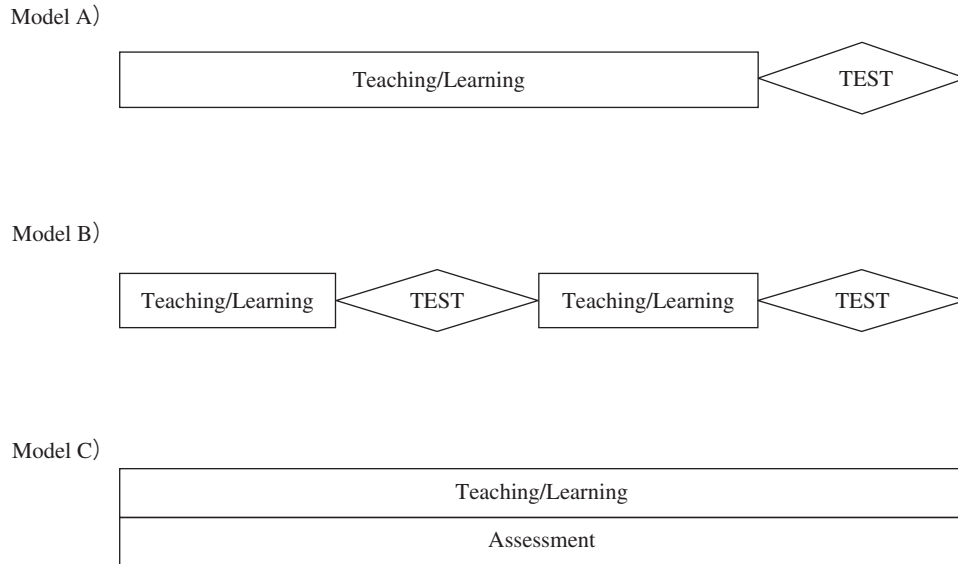 Model A)
Teaching/Learning TEST
Model B)
Teaching/Learning TEST Teaching/Learning TEST
Model C)
Teaching/Learning
Assessment